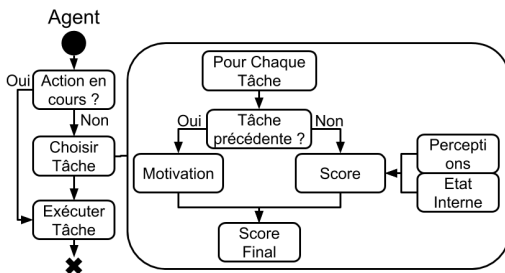 Agent
Oui
Action en
cours ?
Non
Choisir
Tâche
Exécuter
Tâche
Pour Chaque
Tâche
Oui
Tâche
précédente ?
Non
Motivation
Score
Percepti
ons
Etat
Interne
Score
Final